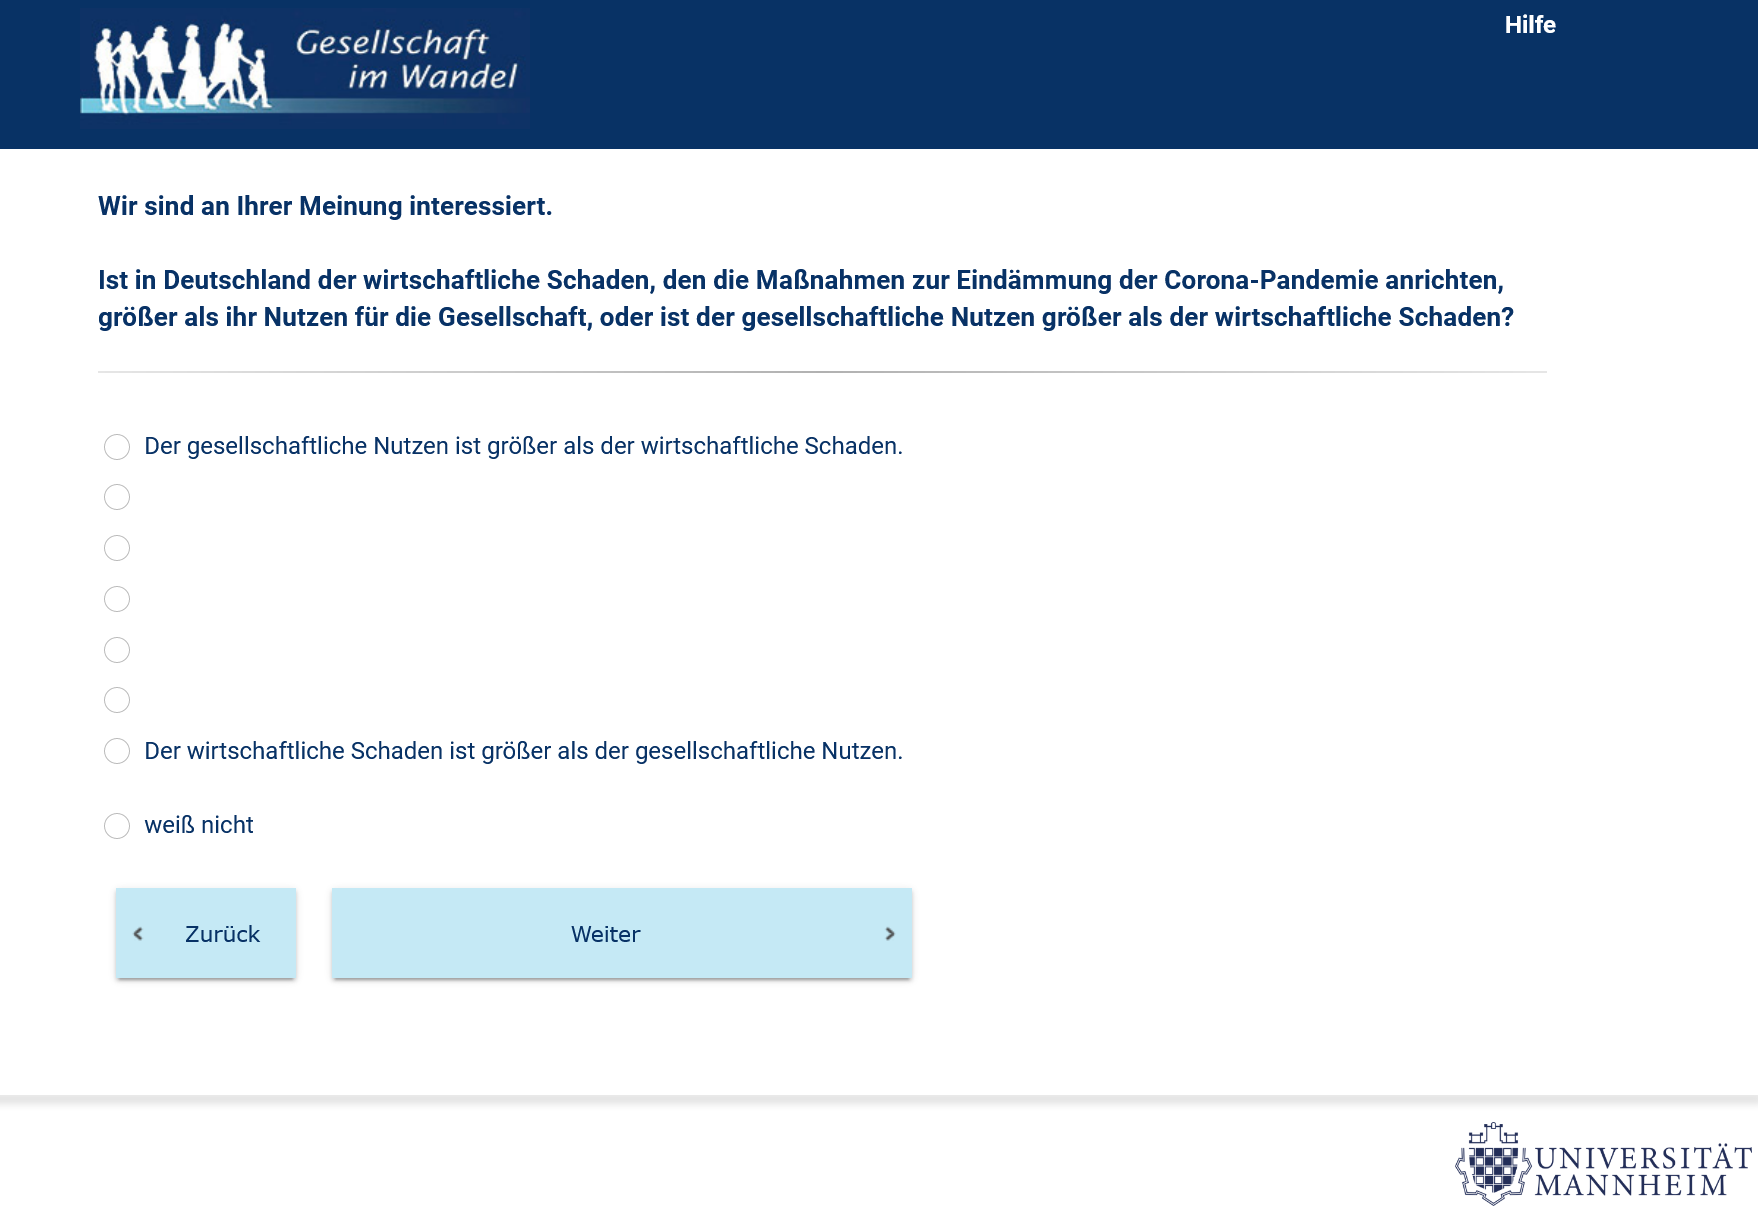 Gesellschaft
im Wandel
Hilfe
Wir sind an Ihrer Meinung interessiert.
Ist in Deutschland der wirtschaftliche Schaden, den die Maßnahmen zur Eindämmung der Corona-Pandemie anrichten,
größer als ihr Nutzen für die Gesellschaft, oder ist der gesellschaftliche Nutzen größer als der wirtschaftliche Schaden?
Der gesellschaftliche Nutzen ist größer als der wirtschaftliche Schaden.
Der wirtschaftliche Schaden ist größer als der gesellschaftliche Nutzen.
weiß nicht
Zurück
Weiter
UNIVERSITÄT
MANNHEIM